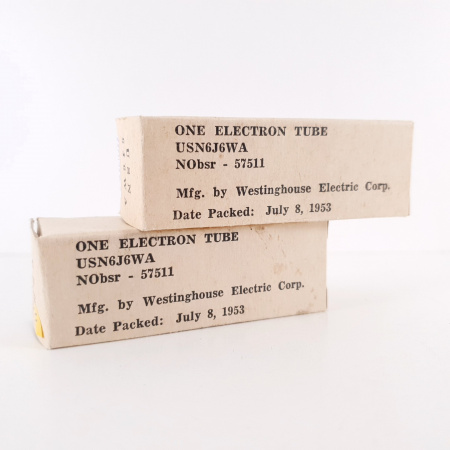 ONE ELECTRON TUBE
USN6J6WA
NObsr - 57511
Mfg. by Westinghouse Electric Corp.
Date Packed: July 8, 1953
ONE ELECTRON TUBE
USN6J6WA
NObsr - 57511
Mfg. by Westinghouse Electric Corp.
Date Packed: July 8, 1953